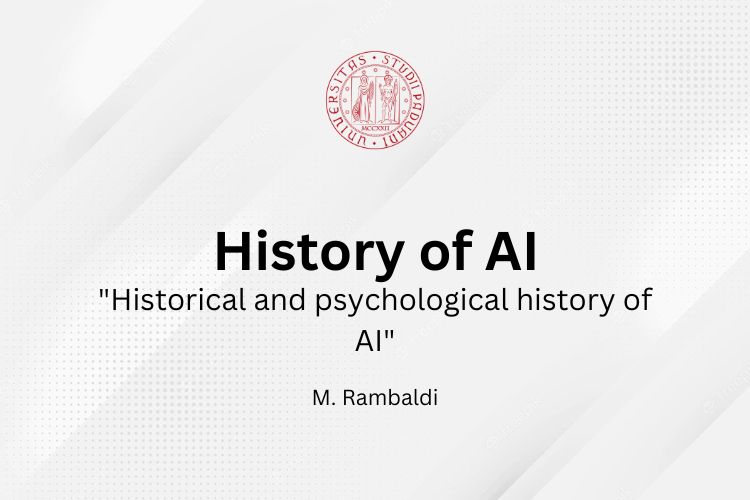 UNIVERSITAS • STUDII PADUANI •
MCCXXII
History of AI
"Historical and psychological history of
AI"
M. Rambaldi